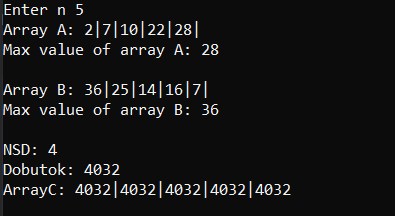 Enter n 5
Array A: 2|7|10|22|28|
Max value of array A: 28
Array B: 36|25|14|16|7|
Max value of array B: 36
NSD: 4
Dobutok: 4032
ArrayC: 4032|4032|4032|4032|4032